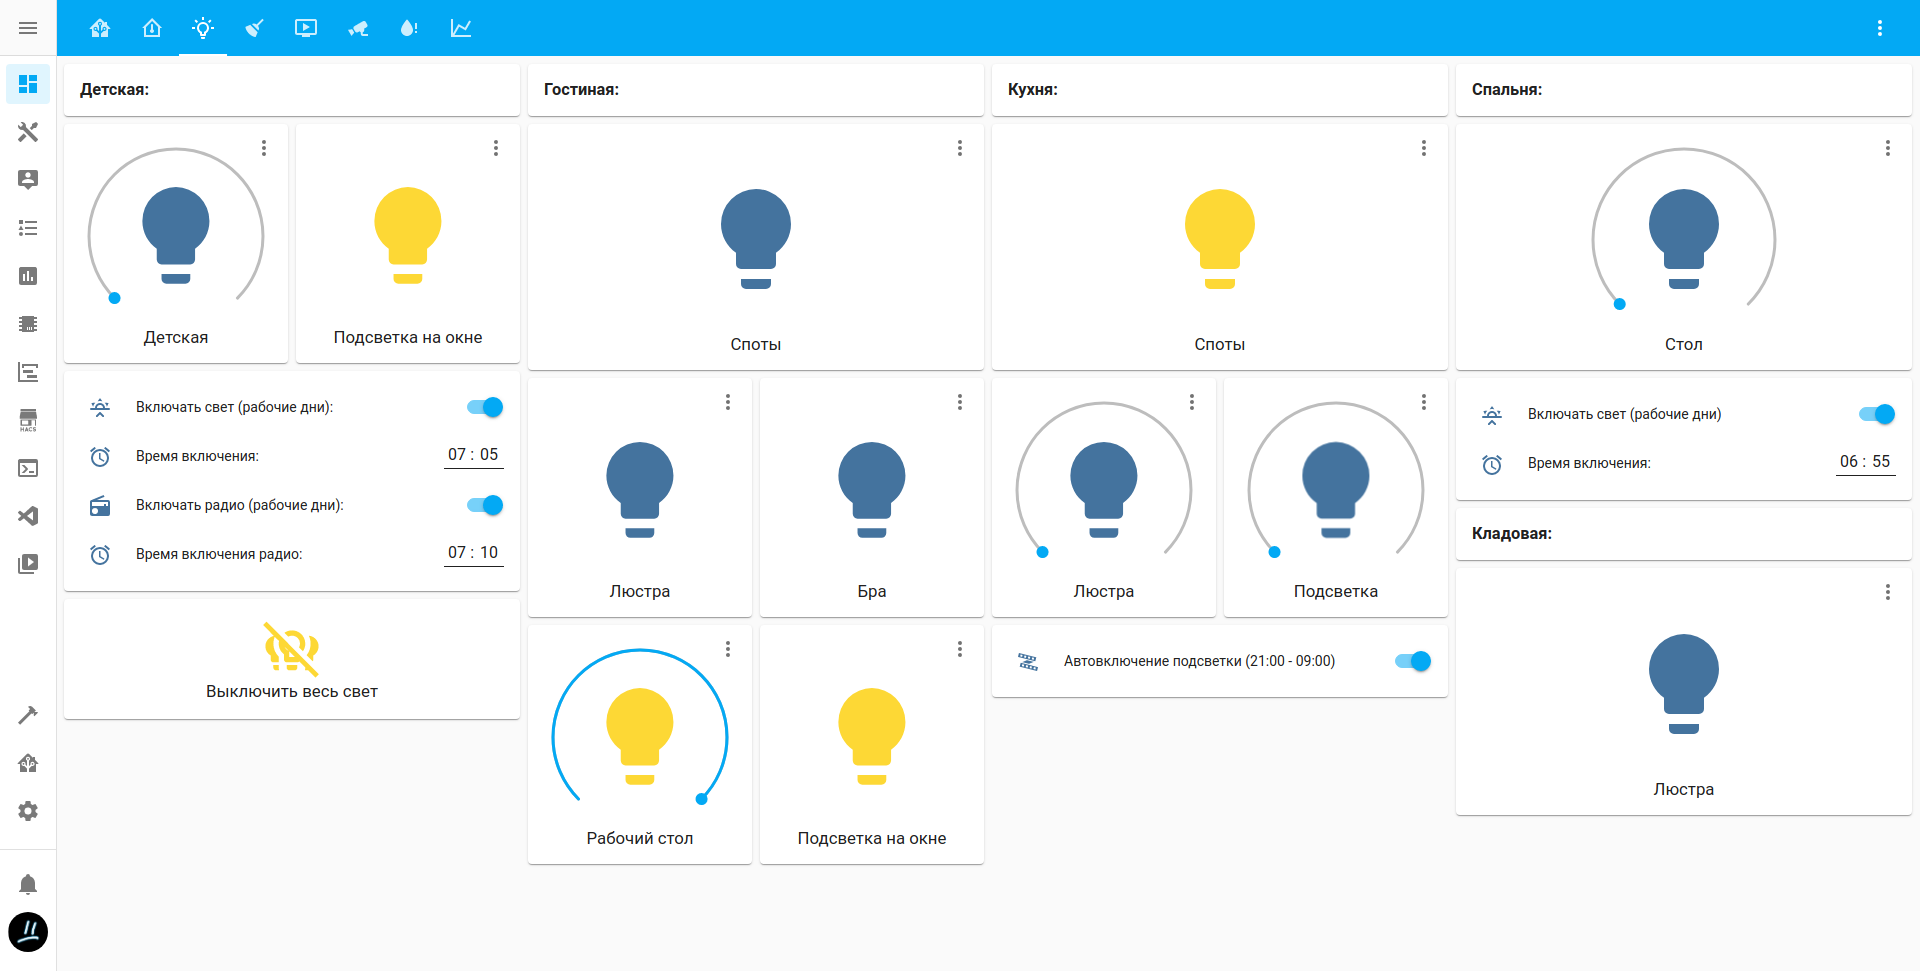 Детская:
Детская
Подсветка на окне
Включать свет (рабочие дни):
Время включения: 07 : 05
Включать радио (рабочие дни):
Время включения радио: 07 : 10
Выключить весь свет
Гостиная:
Споты
Люстра
Бра
Рабочий стол
Подсветка на окне
Кухня:
Споты
Люстра
Подсветка
Автовключение подсветки (21:00 - 09:00)
Спальня:
Стол
Включать свет (рабочие дни)
Время включения: 06 : 55
Кладовая:
Люстра
HACS